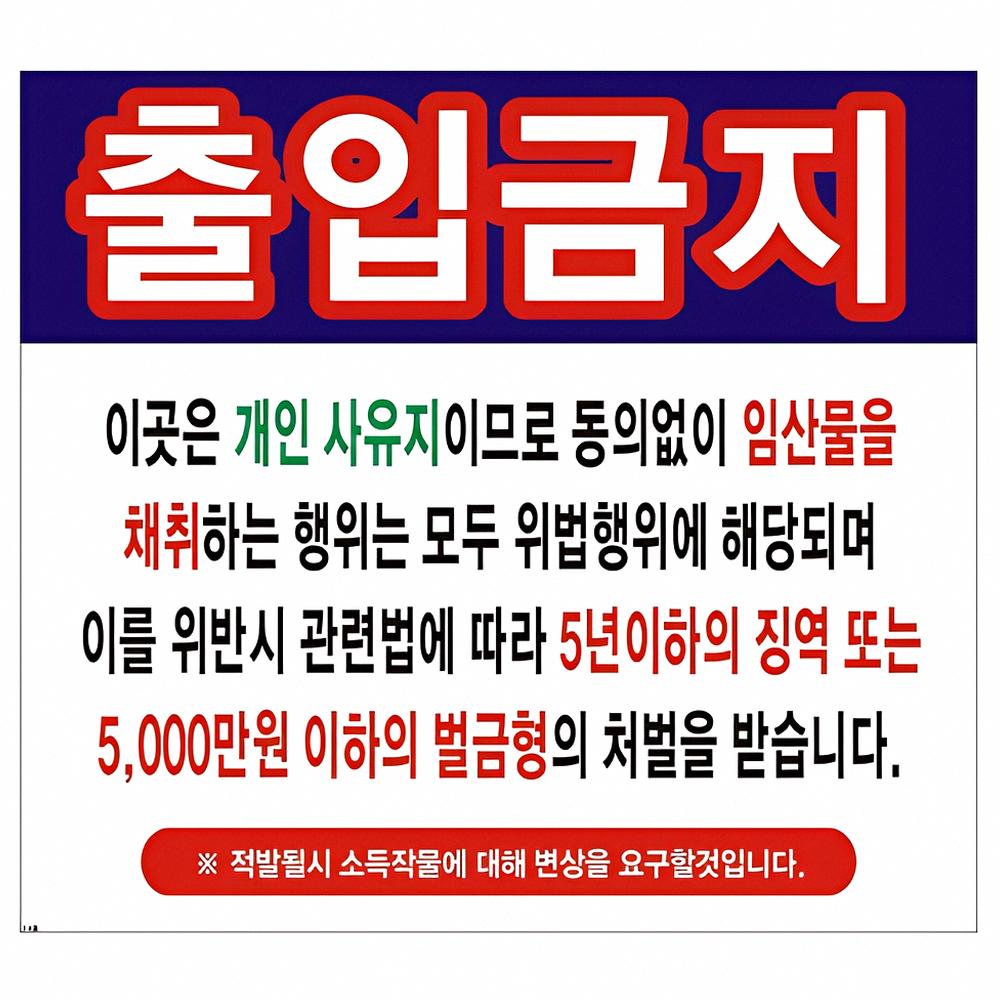 출입금지
이곳은 개인 사유지이므로 동의없이 임산물을
채취하는 행위는 모두 위법행위에 해당되며
이를 위반시 관련법에 따라 5년이하의 징역 또는
5,000만원 이하의 벌금형의 처벌을 받습니다.
※ 적발될시 소득작물에 대해 변상을 요구할것입니다.